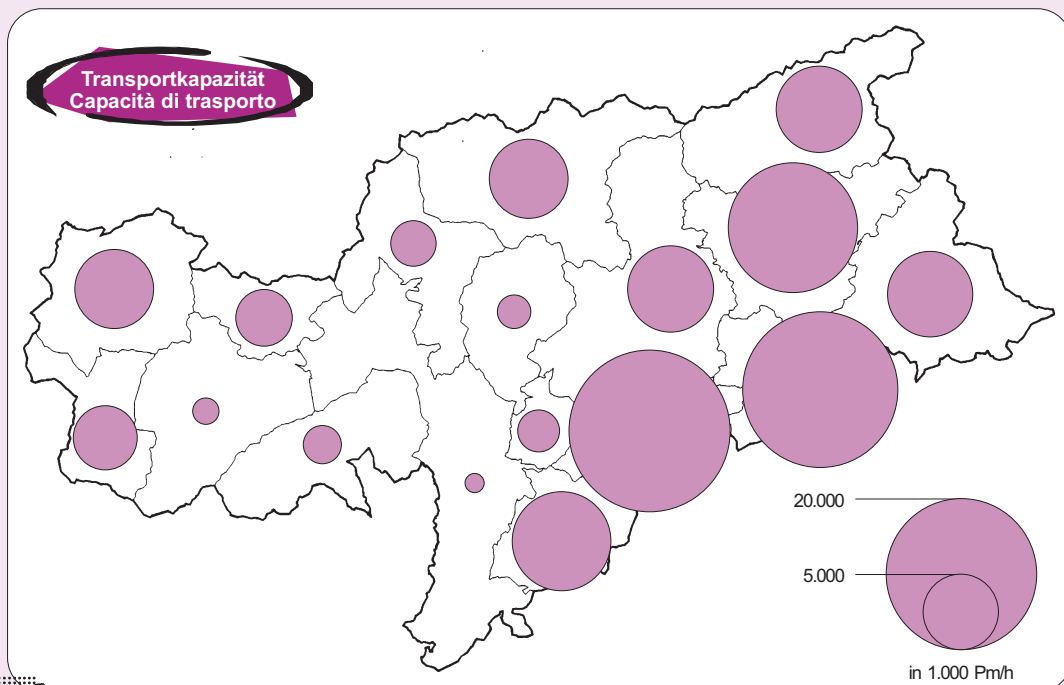 Transportkapazität
Capacità di trasporto
20.000
5.000
in 1.000 Pm/h